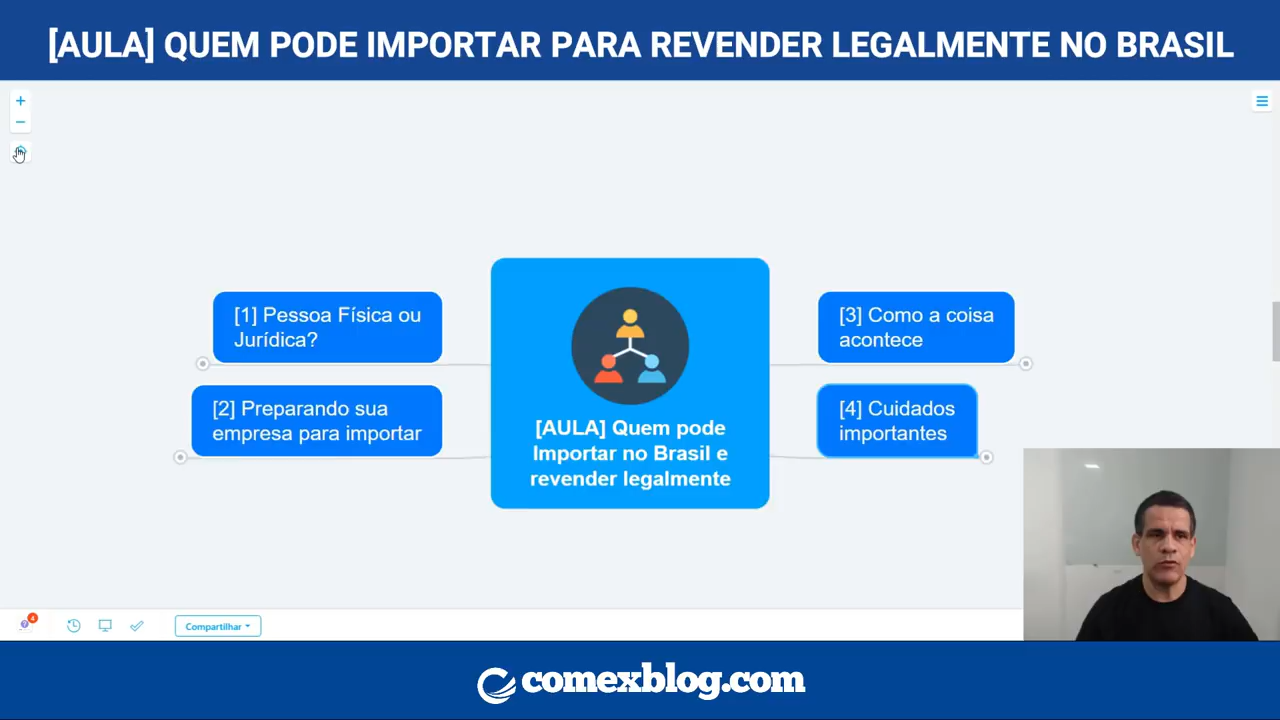 [AULA] QUEM PODE IMPORTAR PARA REVENDER LEGALMENTE NO BRASIL
[1] Pessoa Física ou
Jurídica?
[2] Preparando sua
empresa para importar
[AULA] Quem pode
Importar no Brasil e
revender legalmente
[3] Como a coisa
acontece
[4] Cuidados
importantes
4
Compartilhar
comexblog.com